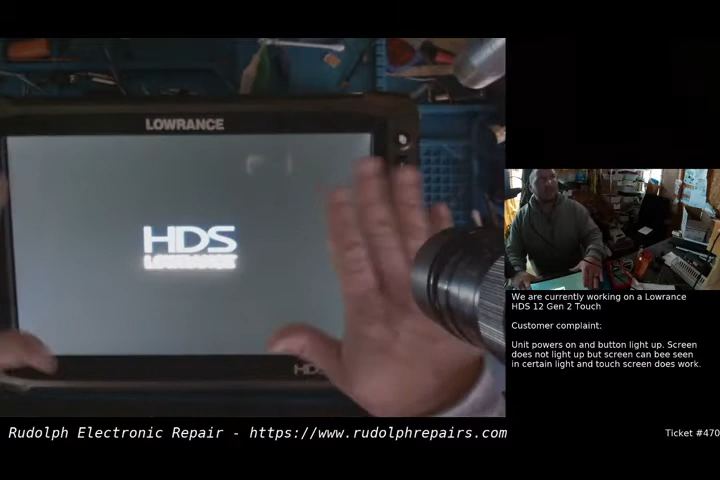 LOWRANCE
HDS
LOWRANCE
HDS
We are currently working on a Lowrance
HDS 12 Gen 2 Touch
Customer complaint:
Unit powers on and button light up. Screen
does not light up but screen can bee seen
in certain light and touch screen does work.
Rudolph Electronic Repair - https://www.rudolphrepairs.com
Ticket #470